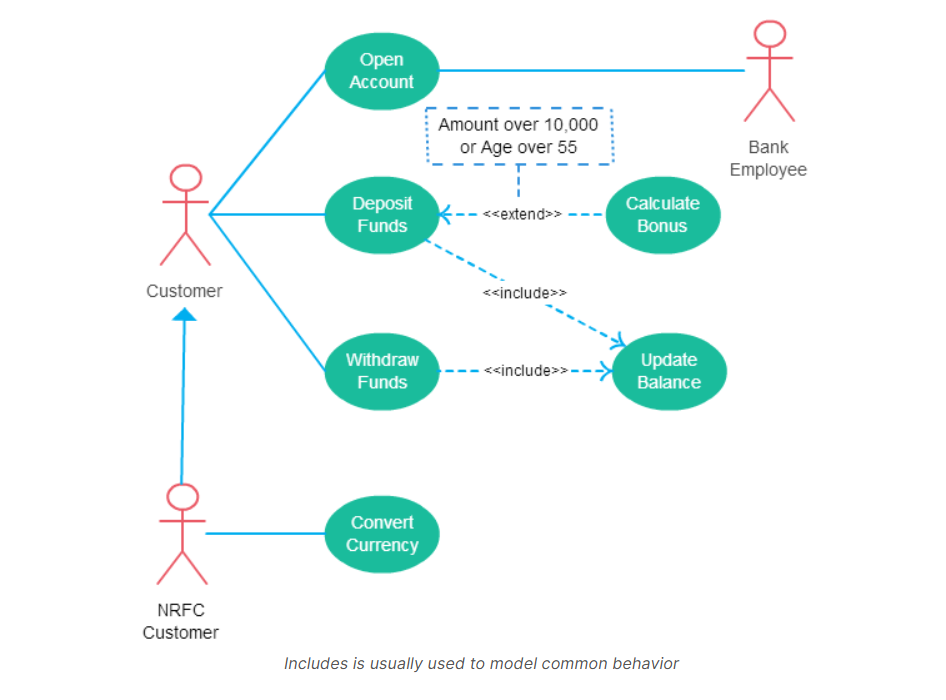 Open
Account
Amount over 10,000
or Age over 55
Bank
Employee
Deposit
Funds
<<extend>>
Calculate
Bonus
Customer
<<include>>
Withdraw
Funds
<<include>>
Update
Balance
Convert
Currency
NRFC
Customer
Includes is usually used to model common behavior